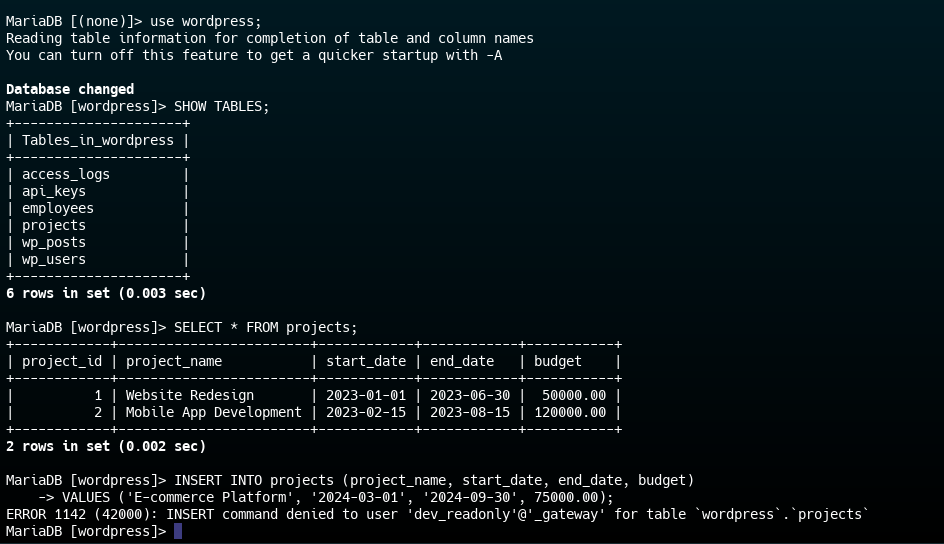 MariaDB [(none)]> use wordpress;
Reading table information for completion of table and column names
You can turn off this feature to get a quicker startup with -A

Database changed
MariaDB [wordpress]> SHOW TABLES;
+---------------------+
| Tables_in_wordpress |
+---------------------+
| access_logs         |
| api_keys            |
| employees           |
| projects            |
| wp_posts            |
| wp_users            |
+---------------------+
6 rows in set (0.003 sec)

MariaDB [wordpress]> SELECT * FROM projects;
+------------+------------------------+------------+------------+-----------+
| project_id | project_name           | start_date | end_date   | budget    |
+------------+------------------------+------------+------------+-----------+
|          1 | Website Redesign       | 2023-01-01 | 2023-06-30 |  50000.00 |
|          2 | Mobile App Development | 2023-02-15 | 2023-08-15 | 120000.00 |
+------------+------------------------+------------+------------+-----------+
2 rows in set (0.002 sec)

MariaDB [wordpress]> INSERT INTO projects (project_name, start_date, end_date, budget)
    -> VALUES ('E-commerce Platform', '2024-03-01', '2024-09-30', 75000.00);
ERROR 1142 (42000): INSERT command denied to user 'dev_readonly'@'_gateway' for table `wordpress`.`projects`
MariaDB [wordpress]>